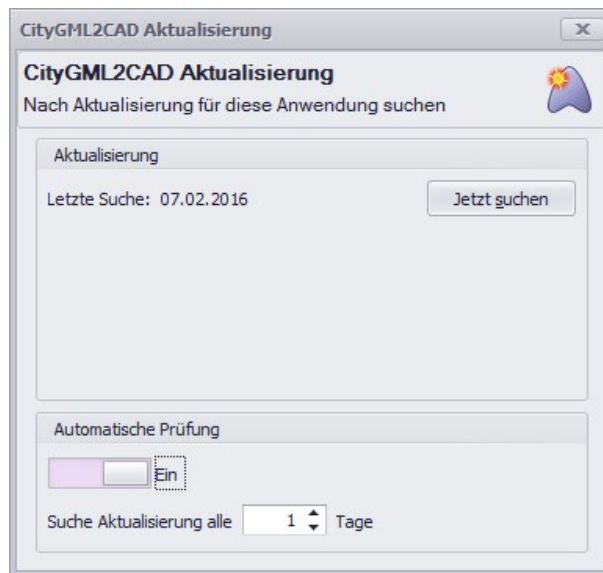 CityGML2CAD Aktualisierung
CityGML2CAD Aktualisierung
Nach Aktualisierung für diese Anwendung suchen
Aktualisierung
Letzte Suche: 07.02.2016 Jetzt suchen
Automatische Prüfung
Ein
Suche Aktualisierung alle 1 Tage